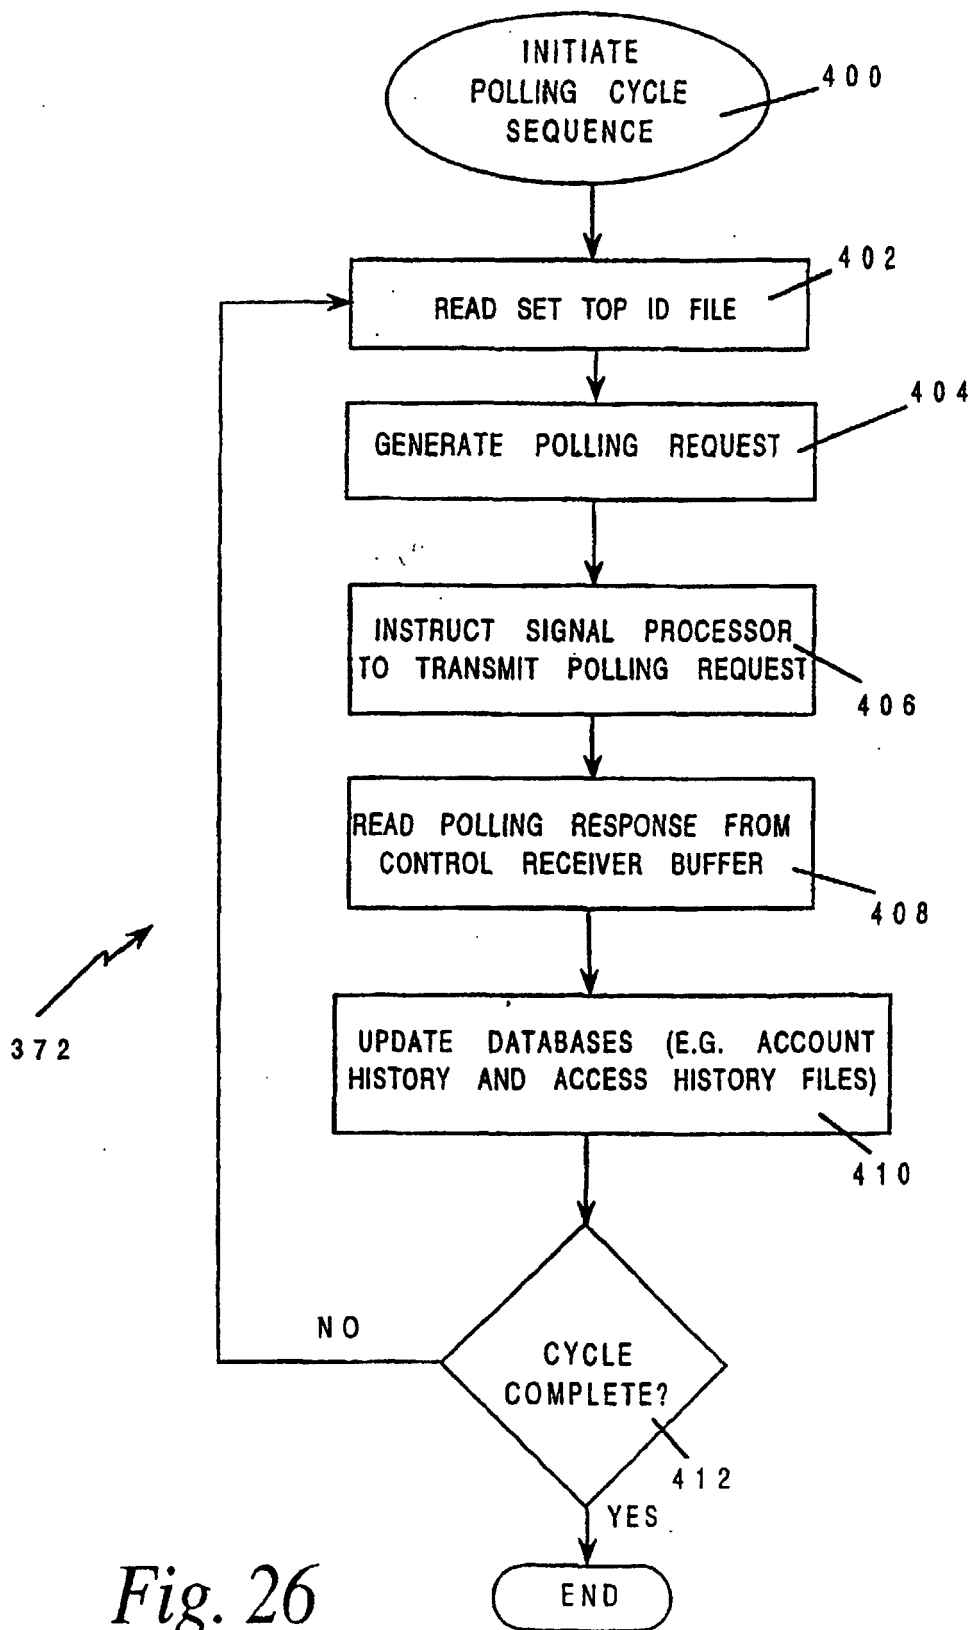 INITIATE
POLLING CYCLE
SEQUENCE
400
402
READ SET TOP ID FILE
404
GENERATE POLLING REQUEST
INSTRUCT SIGNAL PROCESSOR
TO TRANSMIT POLLING REQUEST
406
READ POLLING RESPONSE FROM
CONTROL RECEIVER BUFFER
408
372
UPDATE DATABASES (E.G. ACCOUNT
HISTORY AND ACCESS HISTORY FILES)
410
NO
CYCLE
COMPLETE?
412
YES
END
Fig. 26